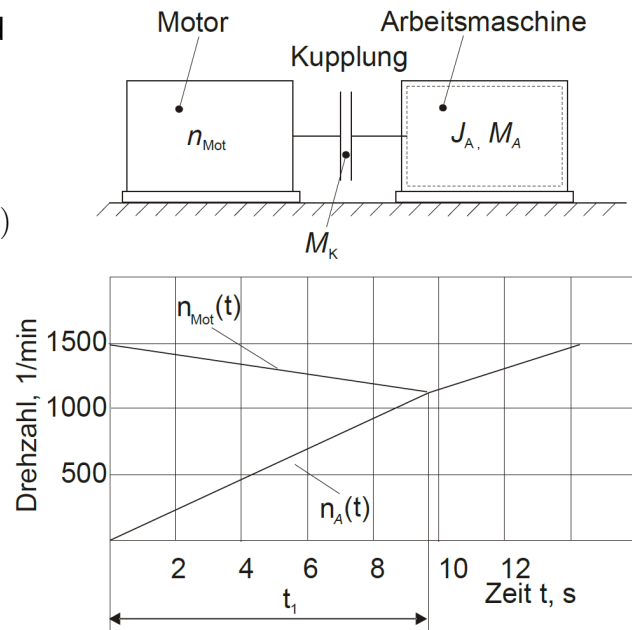 Motor
Arbeitsmaschine
Kupplung
n_Mot
J_A, M_A
)
M_K
n_Mot(t)
1500
1000
500
Drehzahl, 1/min
n_A(t)
2 4 6 8 10 12
Zeit t, s
t_1